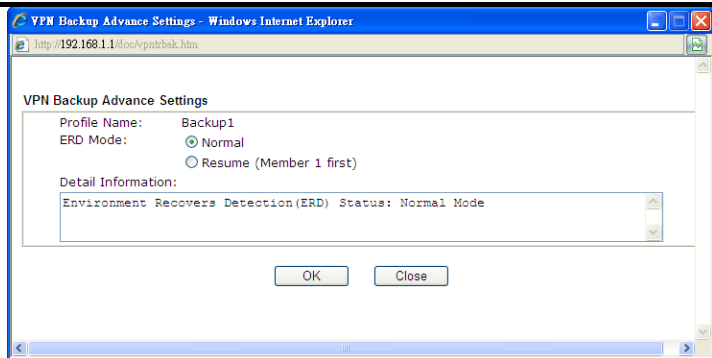 VPN Backup Advance Settings - Windows Internet Explorer
http://192.168.1.1/doc/vpntrbak.htm
VPN Backup Advance Settings
Profile Name: Backup1
ERD Mode: Normal
Resume (Member 1 first)
Detail Information:
Environment Recovers Detection(ERD) Status: Normal Mode
OK Close